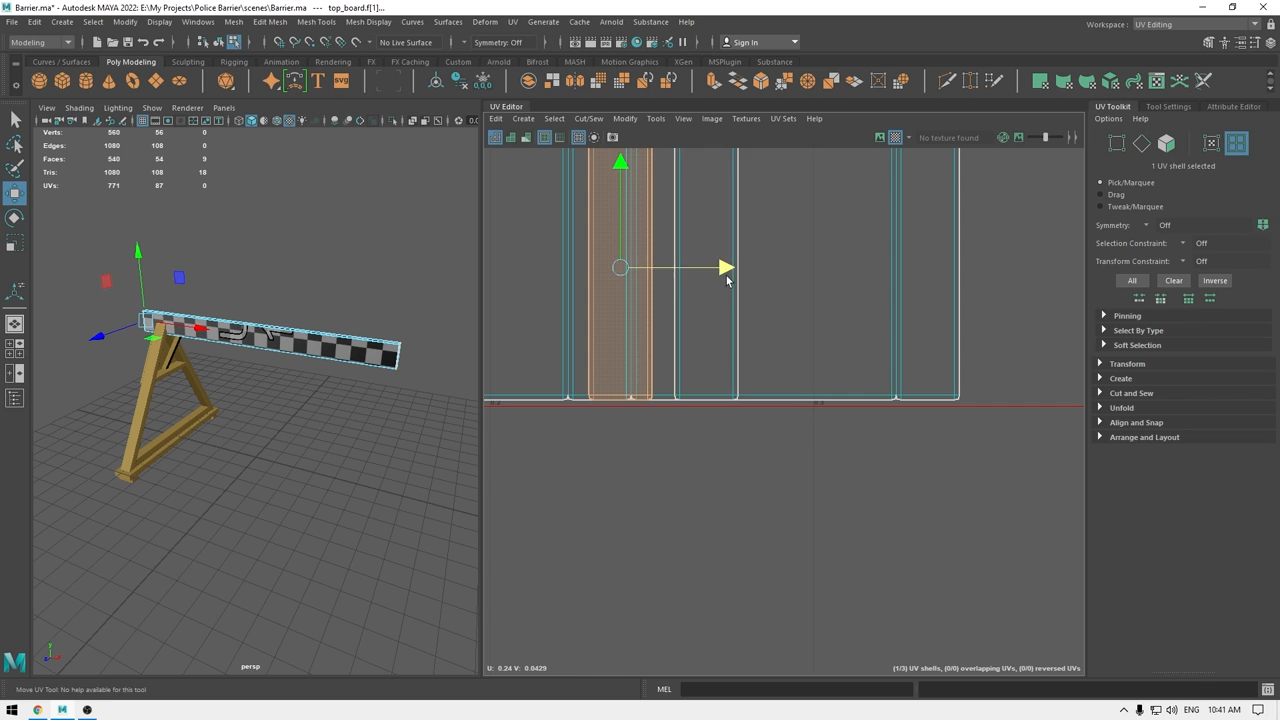 Barrier.ma* - Autodesk MAYA 2022: E:\My Projects\Police Barrier\scenes\Barrier.ma --- top_board.f[1]...
File Edit Create Select Modify Display Windows Mesh Edit Mesh Mesh Tools Mesh Display Curves Surfaces Deform UV Generate Cache Arnold Substance Help
Workspace : UV Editing
Modeling No Live Surface Symmetry: Off Sign In
Curves / Surfaces Poly Modeling Sculpting Rigging Animation Rendering FX FX Caching Custom Arnold Bifrost MASH Motion Graphics XGen MSPlugin Substance
View Shading Lighting Show Renderer Panels
UV Editor
UV Toolkit Tool Settings Attribute Editor
Edit Create Select Cut/Sew Modify Tools View Image Textures UV Sets Help
Options Help
No texture found
Verts: 560 56 0
Edges: 1080 108 0
Faces: 540 54 9
Tris: 1080 108 18
UVs: 771 87 0
persp
0.2
U: 0.24 V: 0.0429
(1/3) UV shells, (0/0) overlapping UVs, (0/0) reversed UVs
1 UV shell selected
Pick/Marquee
Drag
Tweak/Marquee
Symmetry: Off
Selection Constraint: Off
Transform Constraint: Off
All Clear Inverse
Pinning
Select By Type
Soft Selection
Transform
Create
Cut and Sew
Unfold
Align and Snap
Arrange and Layout
Move UV Tool: No help available for this tool
MEL
ENG 10:41 AM